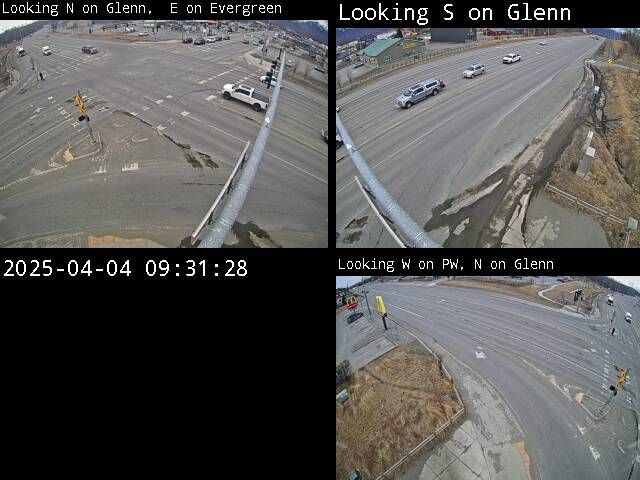 Looking N on Glenn,  E on Evergreen
Looking S on Glenn
2025-04-04 09:31:28
Looking W on PW, N on Glenn